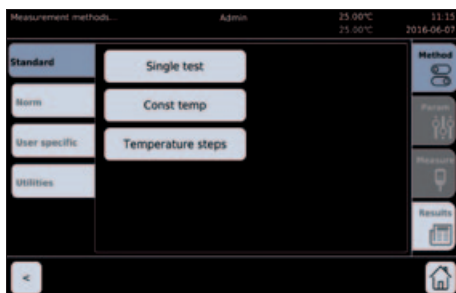 Measurement methods... Admin 25.00°C 11:15
25.00°C 2016-06-07
Standard
Norm
User specific
Utilities
Single test
Const temp
Temperature steps
Method
Param
Measure
Results
<